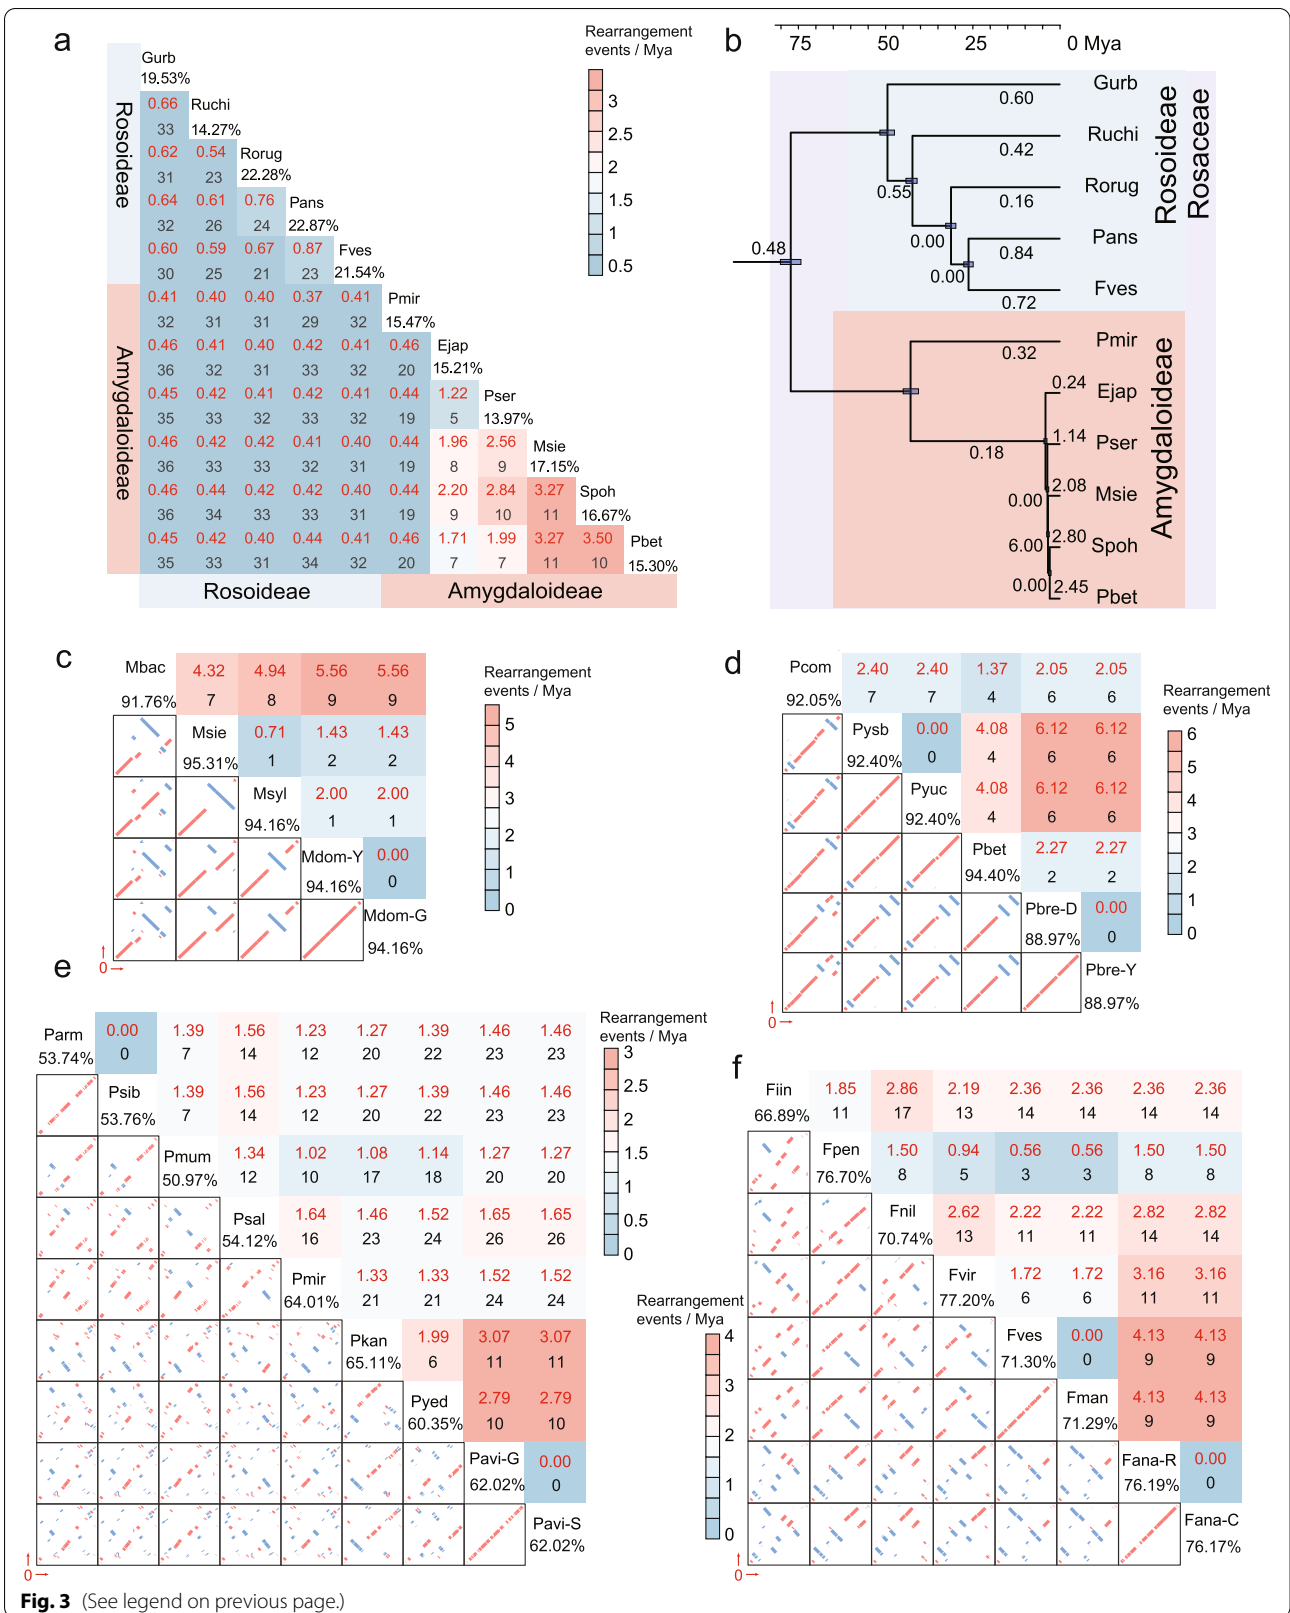 a
Rearrangement
events / Mya
3
2.5
2
1.5
1
0.5
Rosoideae
Amygdaloideae
Gurb
19.53%
0.66 Ruchi
33 14.27%
0.62 0.54 Rorug
31 23 22.28%
0.64 0.61 0.76 Pans
32 26 24 22.87%
0.60 0.59 0.67 0.87 Fves
30 25 21 23 21.54%
0.41 0.40 0.40 0.37 0.41 Pmir
32 31 31 29 32 15.47%
0.46 0.41 0.40 0.42 0.41 0.46 Ejap
36 32 31 33 32 20 15.21%
0.45 0.42 0.41 0.42 0.41 0.44 1.22 Pser
35 33 32 33 32 19 5 13.97%
0.46 0.42 0.42 0.41 0.40 0.44 1.96 2.56 Msie
36 33 33 32 31 19 8 9 17.15%
0.46 0.44 0.42 0.42 0.40 0.44 2.20 2.84 3.27 Spoh
36 34 33 33 31 19 9 10 11 16.67%
0.45 0.42 0.40 0.44 0.41 0.46 1.71 1.99 3.27 3.50 Pbet
35 33 31 34 32 20 7 7 11 10 15.30%
Rosoideae Amygdaloideae
b
75 50 25 0 Mya
Gurb
0.60
Ruchi
0.42
0.55
Rorug
0.16
0.00
Pans
0.84
0.48
0.00
Fves
0.72
Pmir
0.32
0.24 Ejap
1.14 Pser
0.18
2.08 Msie
0.00
2.80 Spoh
6.00
0.00 2.45 Pbet
Rosoideae
Rosaceae
Amygdaloideae
c
Mbac 4.32 4.94 5.56 5.56
91.76% 7 8 9 9
Msie 0.71 1.43 1.43
95.31% 1 2 2
Msyl 2.00 2.00
94.16% 1 1
Mdom-Y 0.00
94.16% 0
Mdom-G
94.16%
0
Rearrangement
events / Mya
5
4
3
2
1
0
d
Pcom 2.40 2.40 1.37 2.05 2.05
92.05% 7 7 4 6 6
Pysb 0.00 4.08 6.12 6.12
92.40% 0 4 6 6
Pyuc 4.08 6.12 6.12
92.40% 4 6 6
Pbet 2.27 2.27
94.40% 2 2
Pbre-D 0.00
88.97% 0
Pbre-Y
88.97%
0
Rearrangement
events / Mya
6
5
4
3
2
1
0
e
Parm 0.00 1.39 1.56 1.23 1.27 1.39 1.46 1.46
53.74% 0 7 14 12 20 22 23 23
Psib 1.39 1.56 1.23 1.27 1.39 1.46 1.46
53.76% 7 14 12 20 22 23 23
Pmum 1.34 1.02 1.08 1.14 1.27 1.27
50.97% 12 10 17 18 20 20
Psal 1.64 1.46 1.52 1.65 1.65
54.12% 16 23 24 26 26
Pmir 1.33 1.33 1.52 1.52
64.01% 21 21 24 24
Pkan 1.99 3.07 3.07
65.11% 6 11 11
Pyed 2.79 2.79
60.35% 10 10
Pavi-G 0.00
62.02% 0
Pavi-S
62.02%
0
Rearrangement
events / Mya
3
2.5
2
1.5
1
0.5
0
f
Fiin 1.85 2.86 2.19 2.36 2.36 2.36 2.36
66.89% 11 17 13 14 14 14 14
Fpen 1.50 0.94 0.56 0.56 1.50 1.50
76.70% 8 5 3 3 8 8
Fnil 2.62 2.22 2.22 2.82 2.82
70.74% 13 11 11 14 14
Fvir 1.72 1.72 3.16 3.16
77.20% 6 6 11 11
Fves 0.00 4.13 4.13
71.30% 0 9 9
Fman 4.13 4.13
71.29% 9 9
Fana-R 0.00
76.19% 0
Fana-C
76.17%
0
Rearrangement
events / Mya
4
3
2
1
0
Fig. 3 (See legend on previous page.)